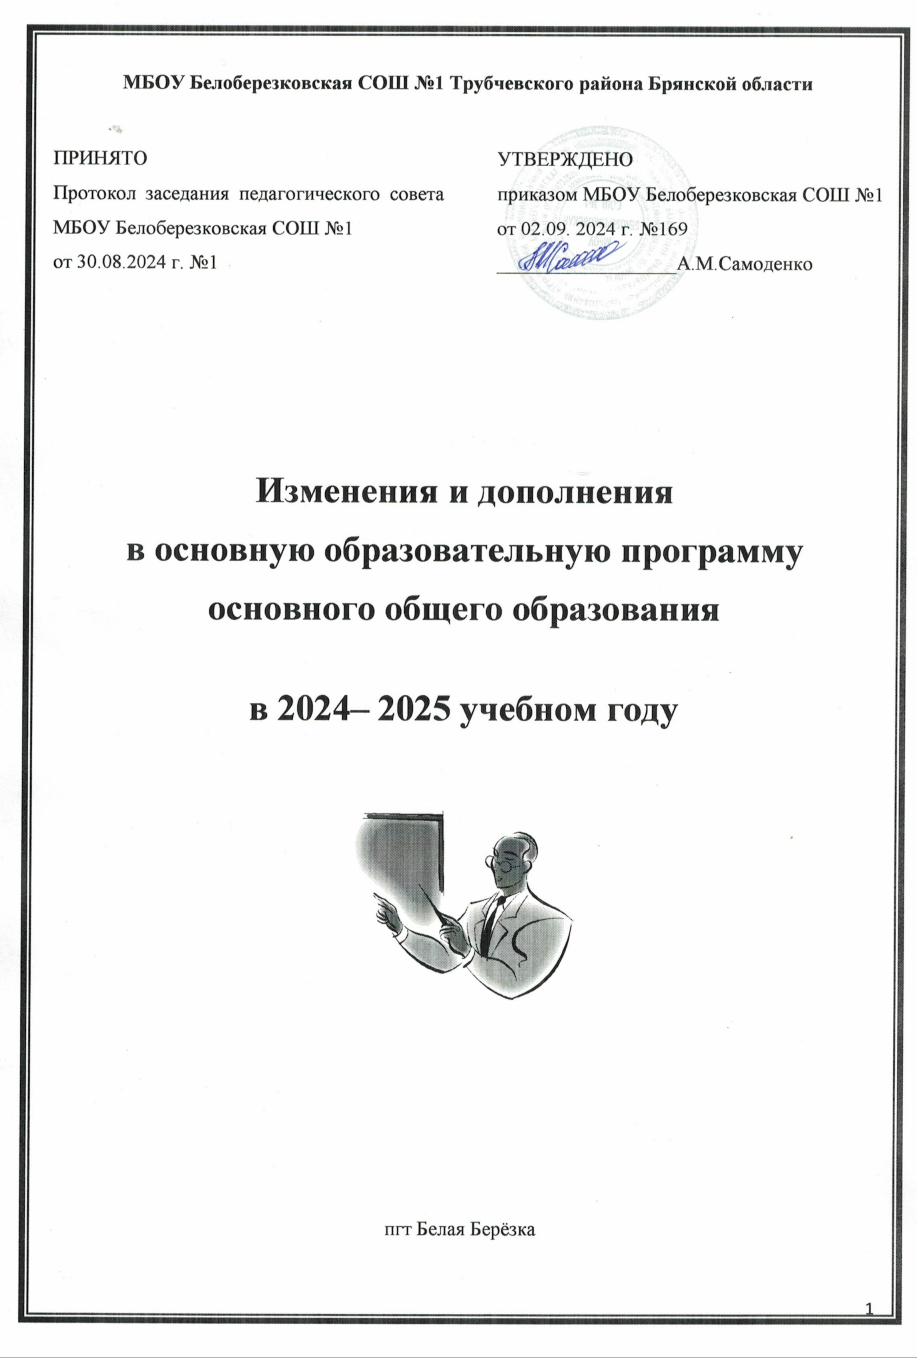 МБОУ Белоберезковская СОШ №1 Трубчевского района Брянской области
ПРИНЯТО
Протокол заседания педагогического совета
МБОУ Белоберезковская СОШ №1
от 30.08.2024 г. №1
УТВЕРЖДЕНО
приказом МБОУ Белоберезковская СОШ №1
от 02.09. 2024 г. №169
А.М.Самоденко
Изменения и дополнения
в основную образовательную программу
основного общего образования
в 2024– 2025 учебном году
пгт Белая Берёзка
1